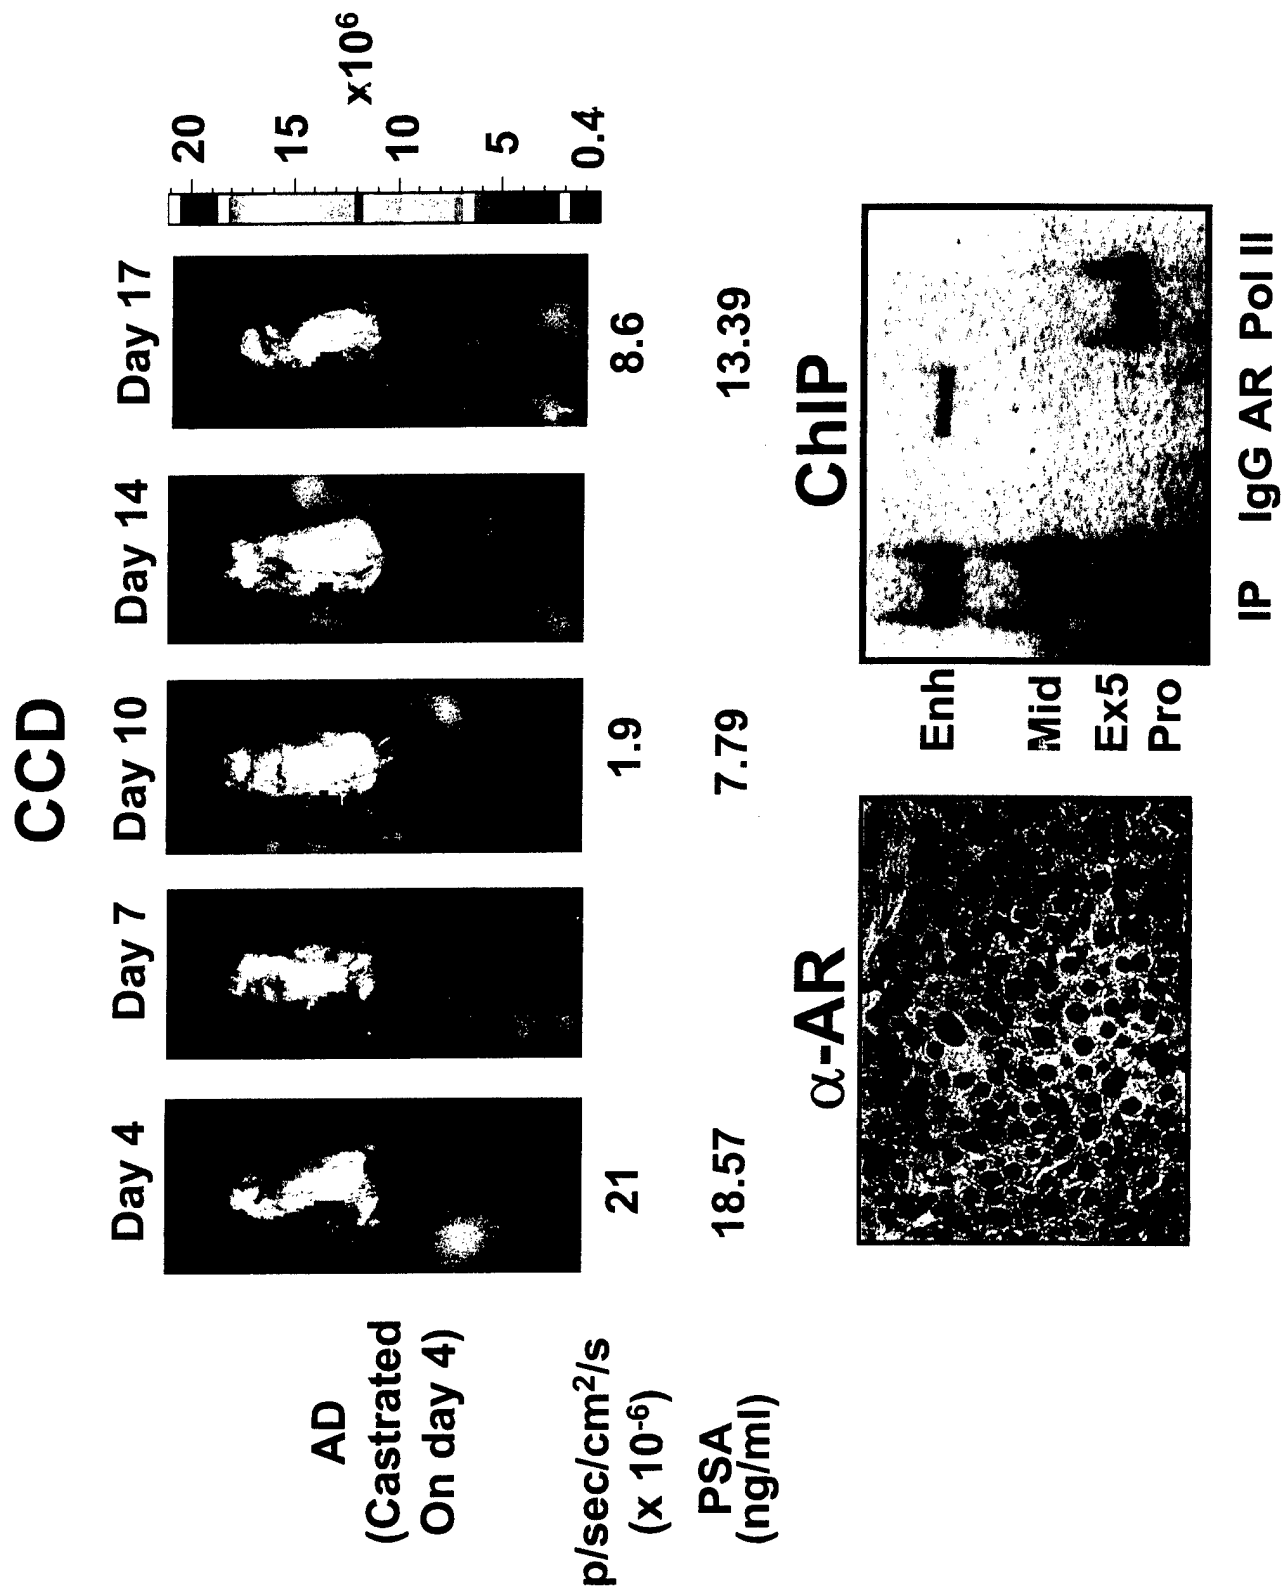 CCD
Day 4 Day 7 Day 10 Day 14 Day 17
AD
(Castrated
On day 4)
20
15
x10⁶
10
5
0.4
p/sec/cm²/s
(x 10⁻⁶)
21 1.9 8.6
PSA
(ng/ml)
18.57 7.79 13.39
α-AR
ChIP
Enh
Mid
Ex5
Pro
IP IgG AR Pol II